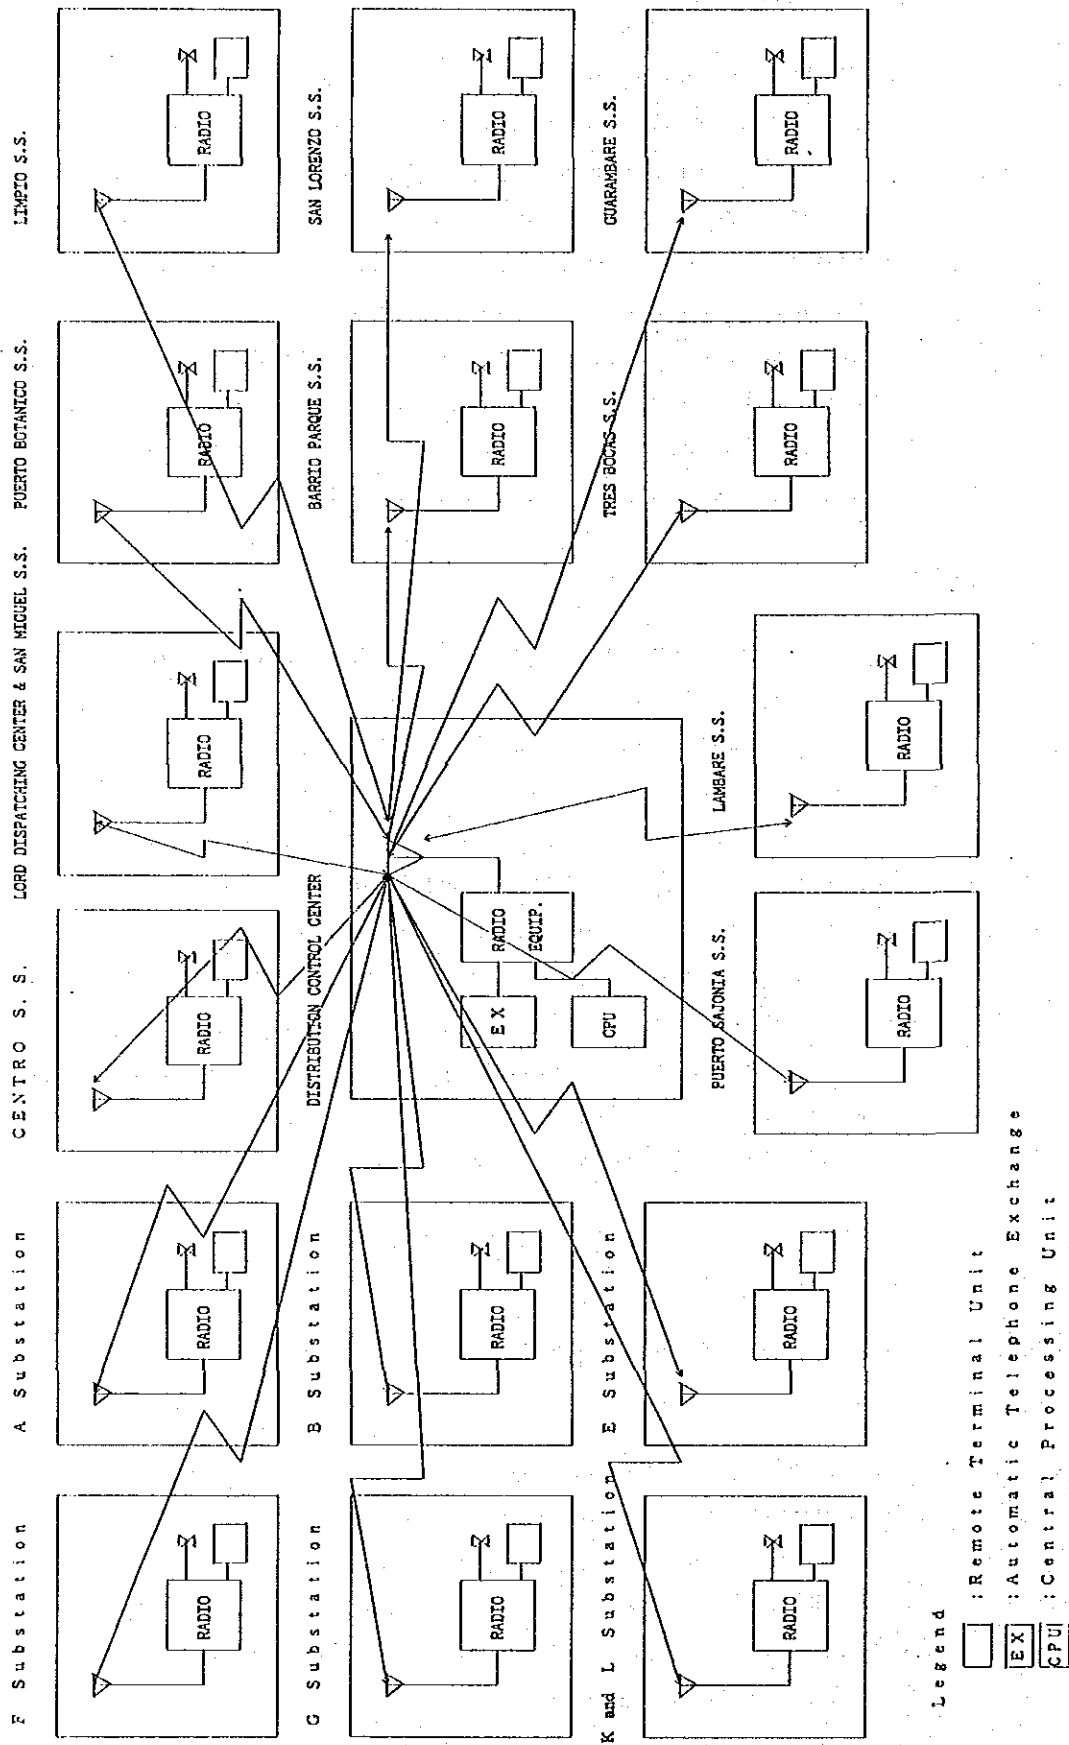 F Substation
A Substation
CENTRO S. S.
LORD DISPATCHING CENTER & SAN MIGUEL S.S.
PUERTO BOTANICO S.S.
LIMPIO S.S.
RADIO
RADIO
RADIO
RADIO
RADIO
RADIO
G Substation
B Substation
DISTRIBUTION CONTROL CENTER
BARRIO PARQUE S.S.
SAN LORENZO S.S.
RADIO
RADIO
EX
RADIO
EQUIP.
CPU
RADIO
RADIO
K and L Substation
E Substation
PUERTO SAJONIA S.S.
LAMBARE S.S.
TRES BOCAS S.S.
GUARAMBARE S.S.
RADIO
RADIO
RADIO
RADIO
RADIO
RADIO
Legend
:Remote Terminal Unit
EX :Automatic Telephone Exchange
CPU :Central Processing Unit